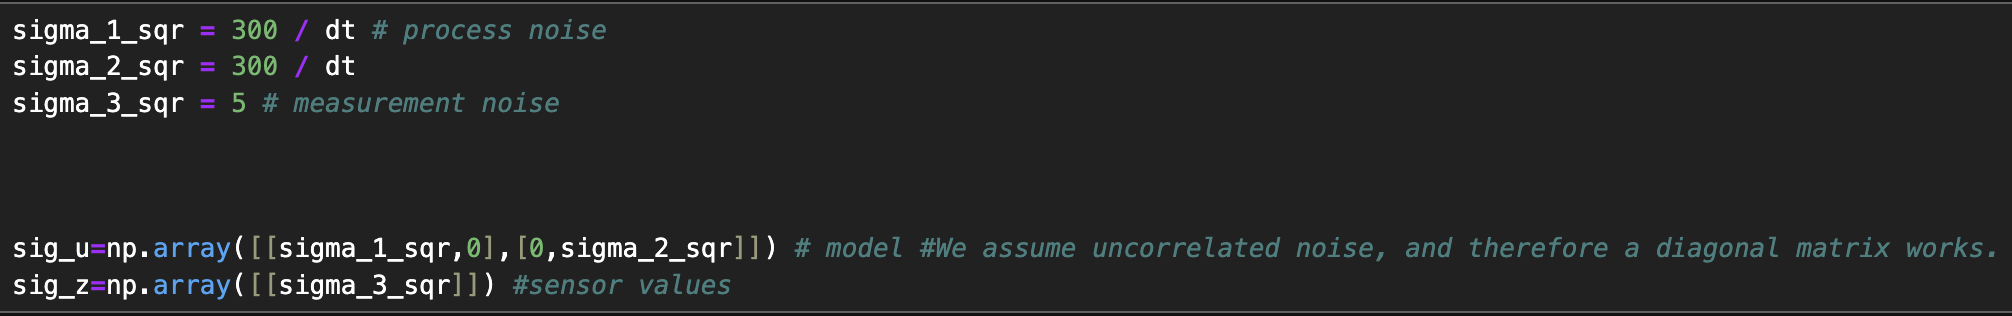 sigma_1_sqr = 300 / dt # process noise
sigma_2_sqr = 300 / dt
sigma_3_sqr = 5 # measurement noise
sig_u=np.array([[sigma_1_sqr,0],[0,sigma_2_sqr]]) # model #We assume uncorrelated noise, and therefore a diagonal matrix works.
sig_z=np.array([[sigma_3_sqr]]) #sensor values